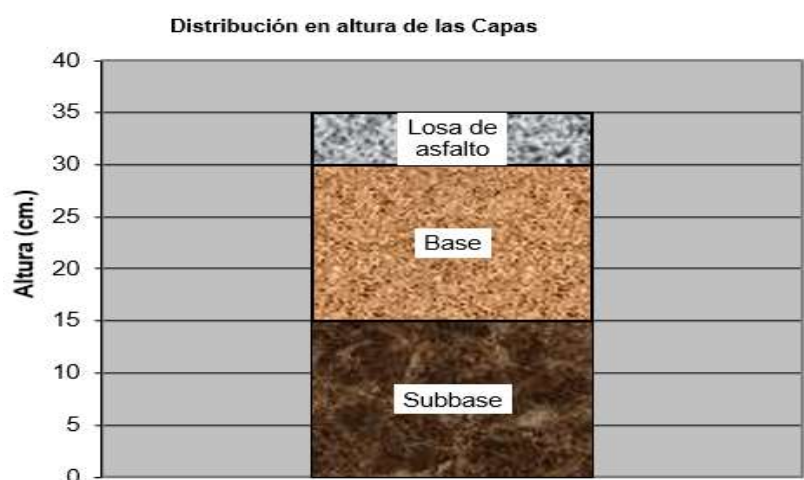 Distribución en altura de las Capas
40
35
30
25
20
15
10
5
0
Altura (cm.)
Losa de
asfalto
Base
Subbase